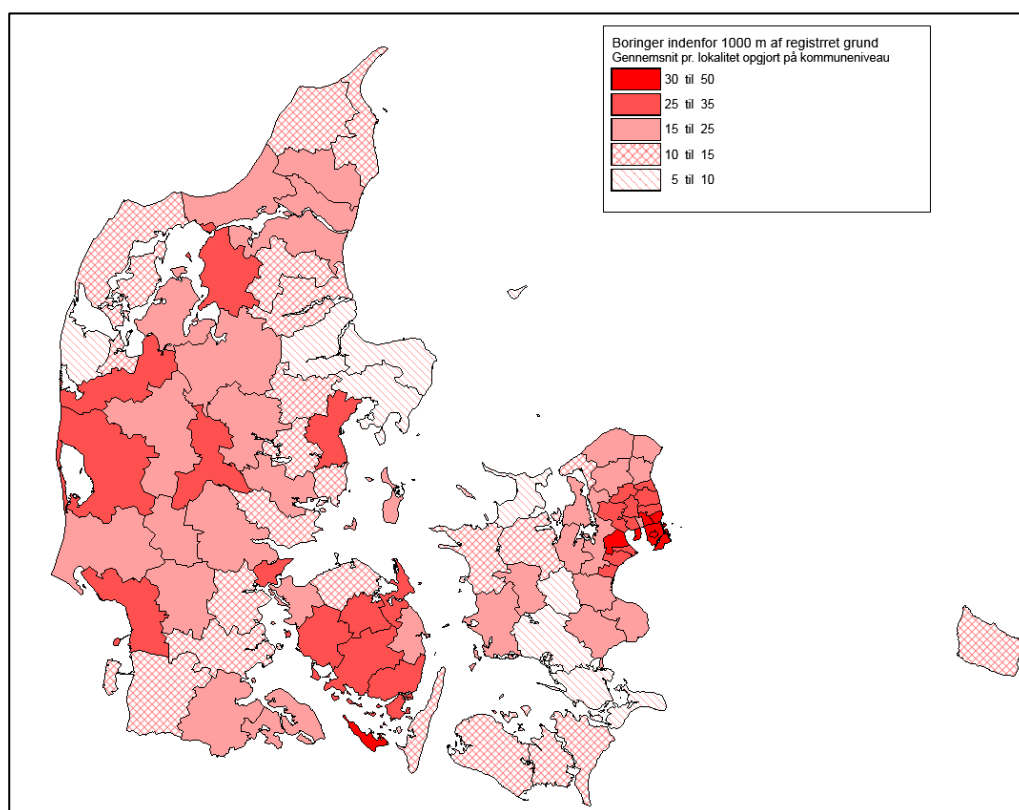 Boringer indenfor 1000 m af registrret grund
Gennemsnit pr. lokalitet opgjort på kommuneniveau
30 til 50
25 til 35
15 til 25
10 til 15
5 til 10